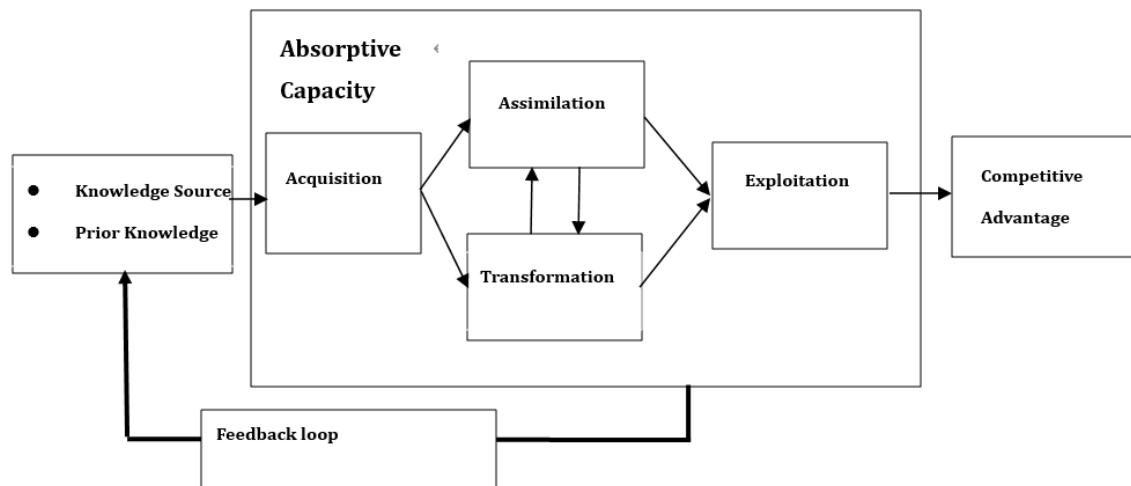 Absorptive
Capacity
Assimilation
Acquisition
Knowledge Source
Prior Knowledge
Transformation
Exploitation
Competitive
Advantage
Feedback loop